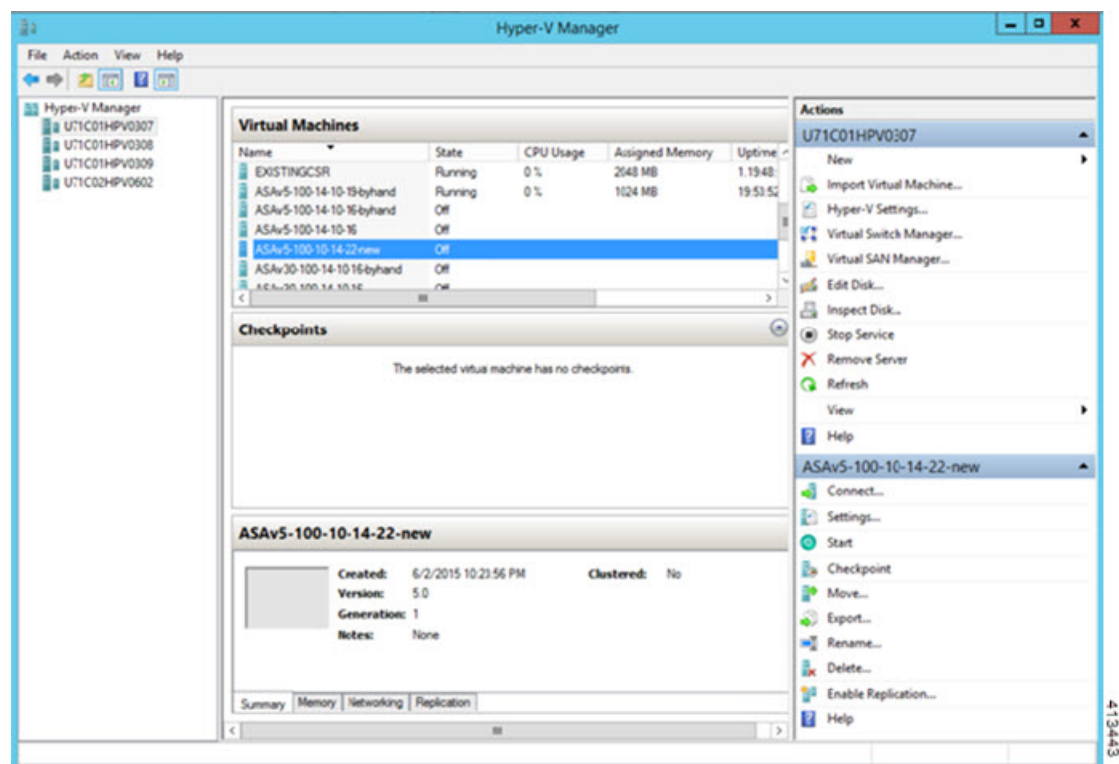 Hyper-V Manager
File Action View Help
Hyper-V Manager
U71C01HPV0307
U71C01HPV0308
U71C01HPV0309
U71C02HPV0602
Virtual Machines
Name State CPU Usage Assigned Memory Uptime
EXISTINGCSR Running 0 % 2048 MB 1.19:48:
ASAv5-100-14-10-19-byhand Running 0 % 1024 MB 19:53:52
ASAv5-100-14-10-16-byhand Off
ASAv5-100-14-10-16 Off
ASAv5-100-10-14-22-new Off
ASAv30-100-14-10-16-byhand Off
Checkpoints
The selected virtual machine has no checkpoints.
ASAv5-100-10-14-22-new
Created: 6/2/2015 10:23:56 PM Clustered: No
Version: 5.0
Generation: 1
Notes: None
Summary Memory Networking Replication
Actions
U71C01HPV0307
New
Import Virtual Machine...
Hyper-V Settings...
Virtual Switch Manager...
Virtual SAN Manager...
Edit Disk...
Inspect Disk...
Stop Service
Remove Server
Refresh
View
Help
ASAv5-100-10-14-22-new
Connect...
Settings...
Start
Checkpoint
Move...
Export...
Rename...
Delete...
Enable Replication...
Help
413443